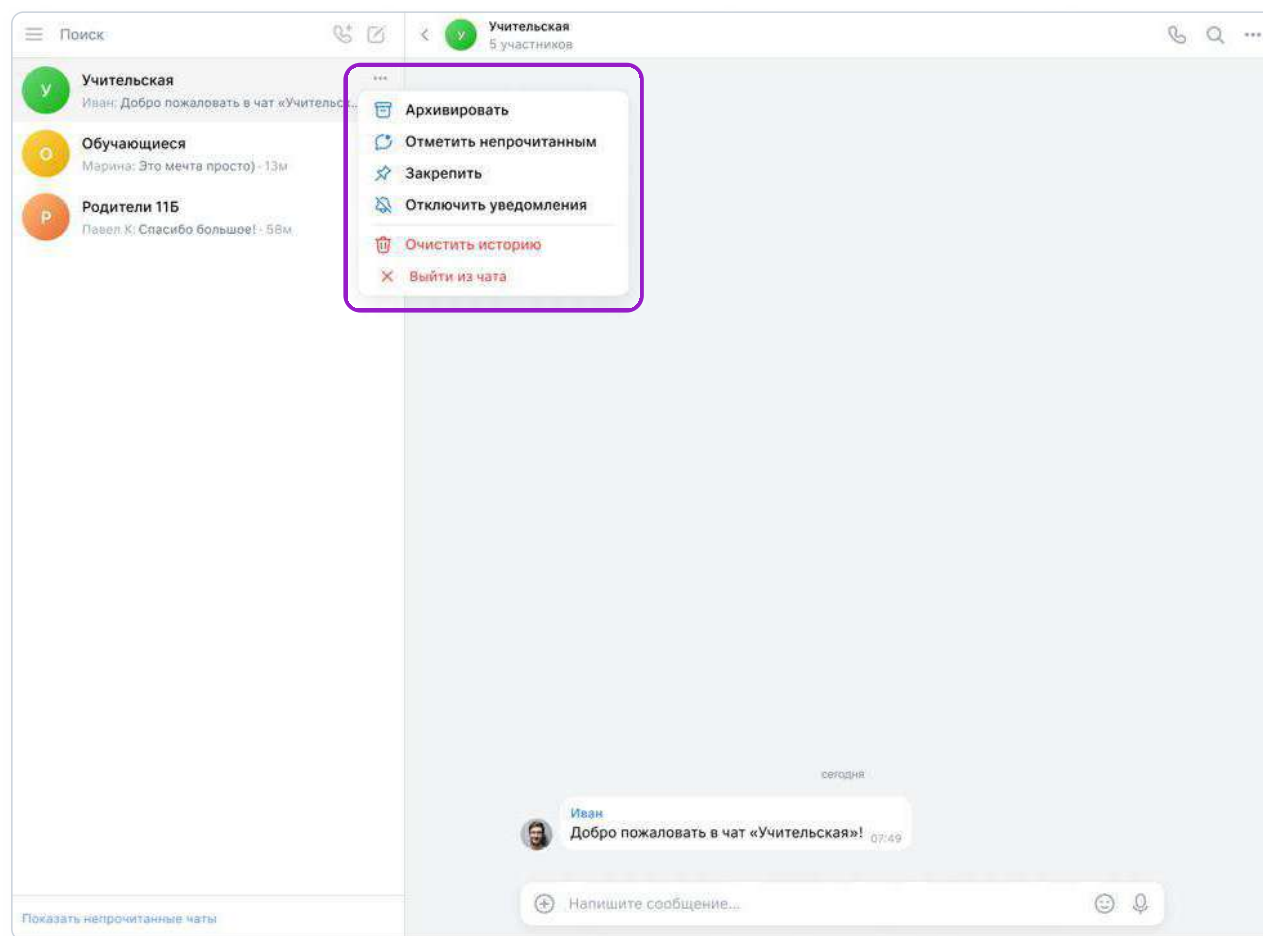 Поиск
У
Учительская
Иван: Добро пожаловать в чат «Учительск...
О
Обучающиеся
Марина: Это мечта просто) · 13м
Р
Родители 11Б
Павел К: Спасибо большое! · 58м
Показать непрочитанные чаты
У
Учительская
5 участников
Архивировать
Отметить непрочитанным
Закрепить
Отключить уведомления
Очистить историю
Выйти из чата
сегодня
Иван
Добро пожаловать в чат «Учительская»! 07:49
Напишите сообщение...